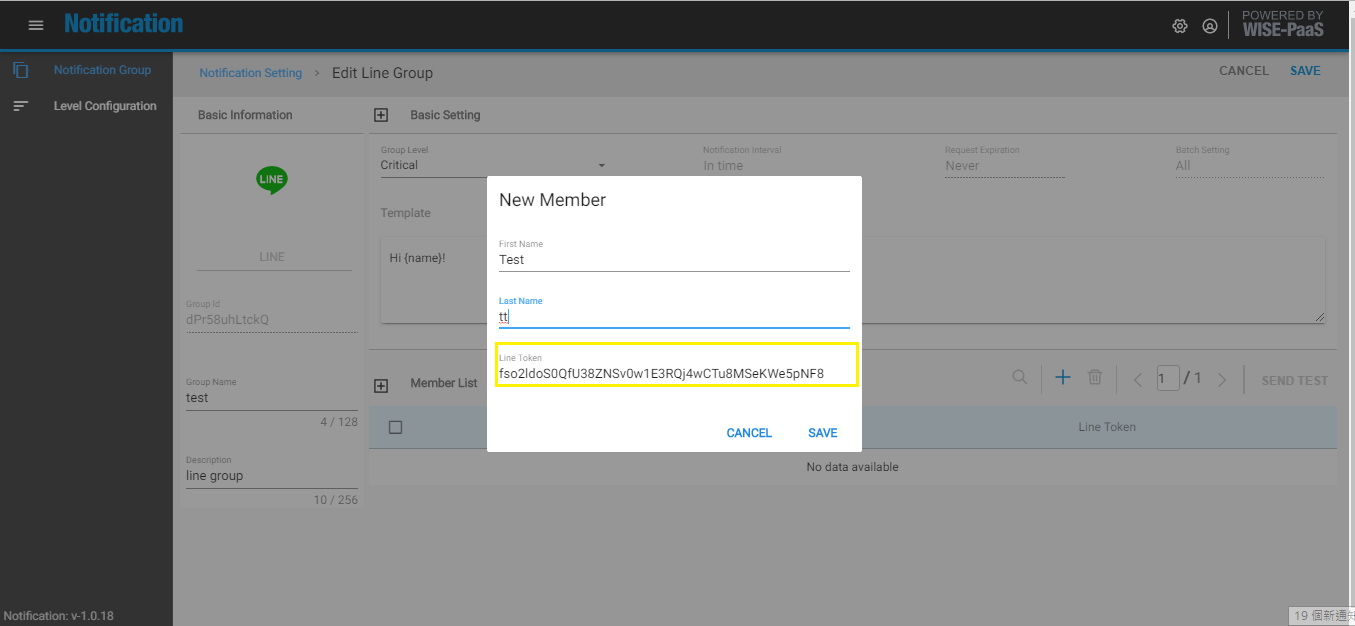 Notification
POWERED BY
WISE-PaaS
Notification Group
Level Configuration
Notification Setting > Edit Line Group
CANCEL SAVE
Basic Information
Basic Setting
LINE
LINE
Group Id
dPr58uhLtckQ
Group Name
test
4 / 128
Description
line group
10 / 256
Group Level
Critical
Notification Interval
In time
Request Expiration
Never
Batch Setting
All
Template
Hi {name}!
New Member
First Name
Test
Last Name
tt
Line Token
fso2ldoS0QfU38ZNSv0w1E3RQj4wCTu8MSeKWe5pNF8
CANCEL SAVE
Member List
1 / 1
SEND TEST
Line Token
No data available
Notification: v-1.0.18
19 個新通知